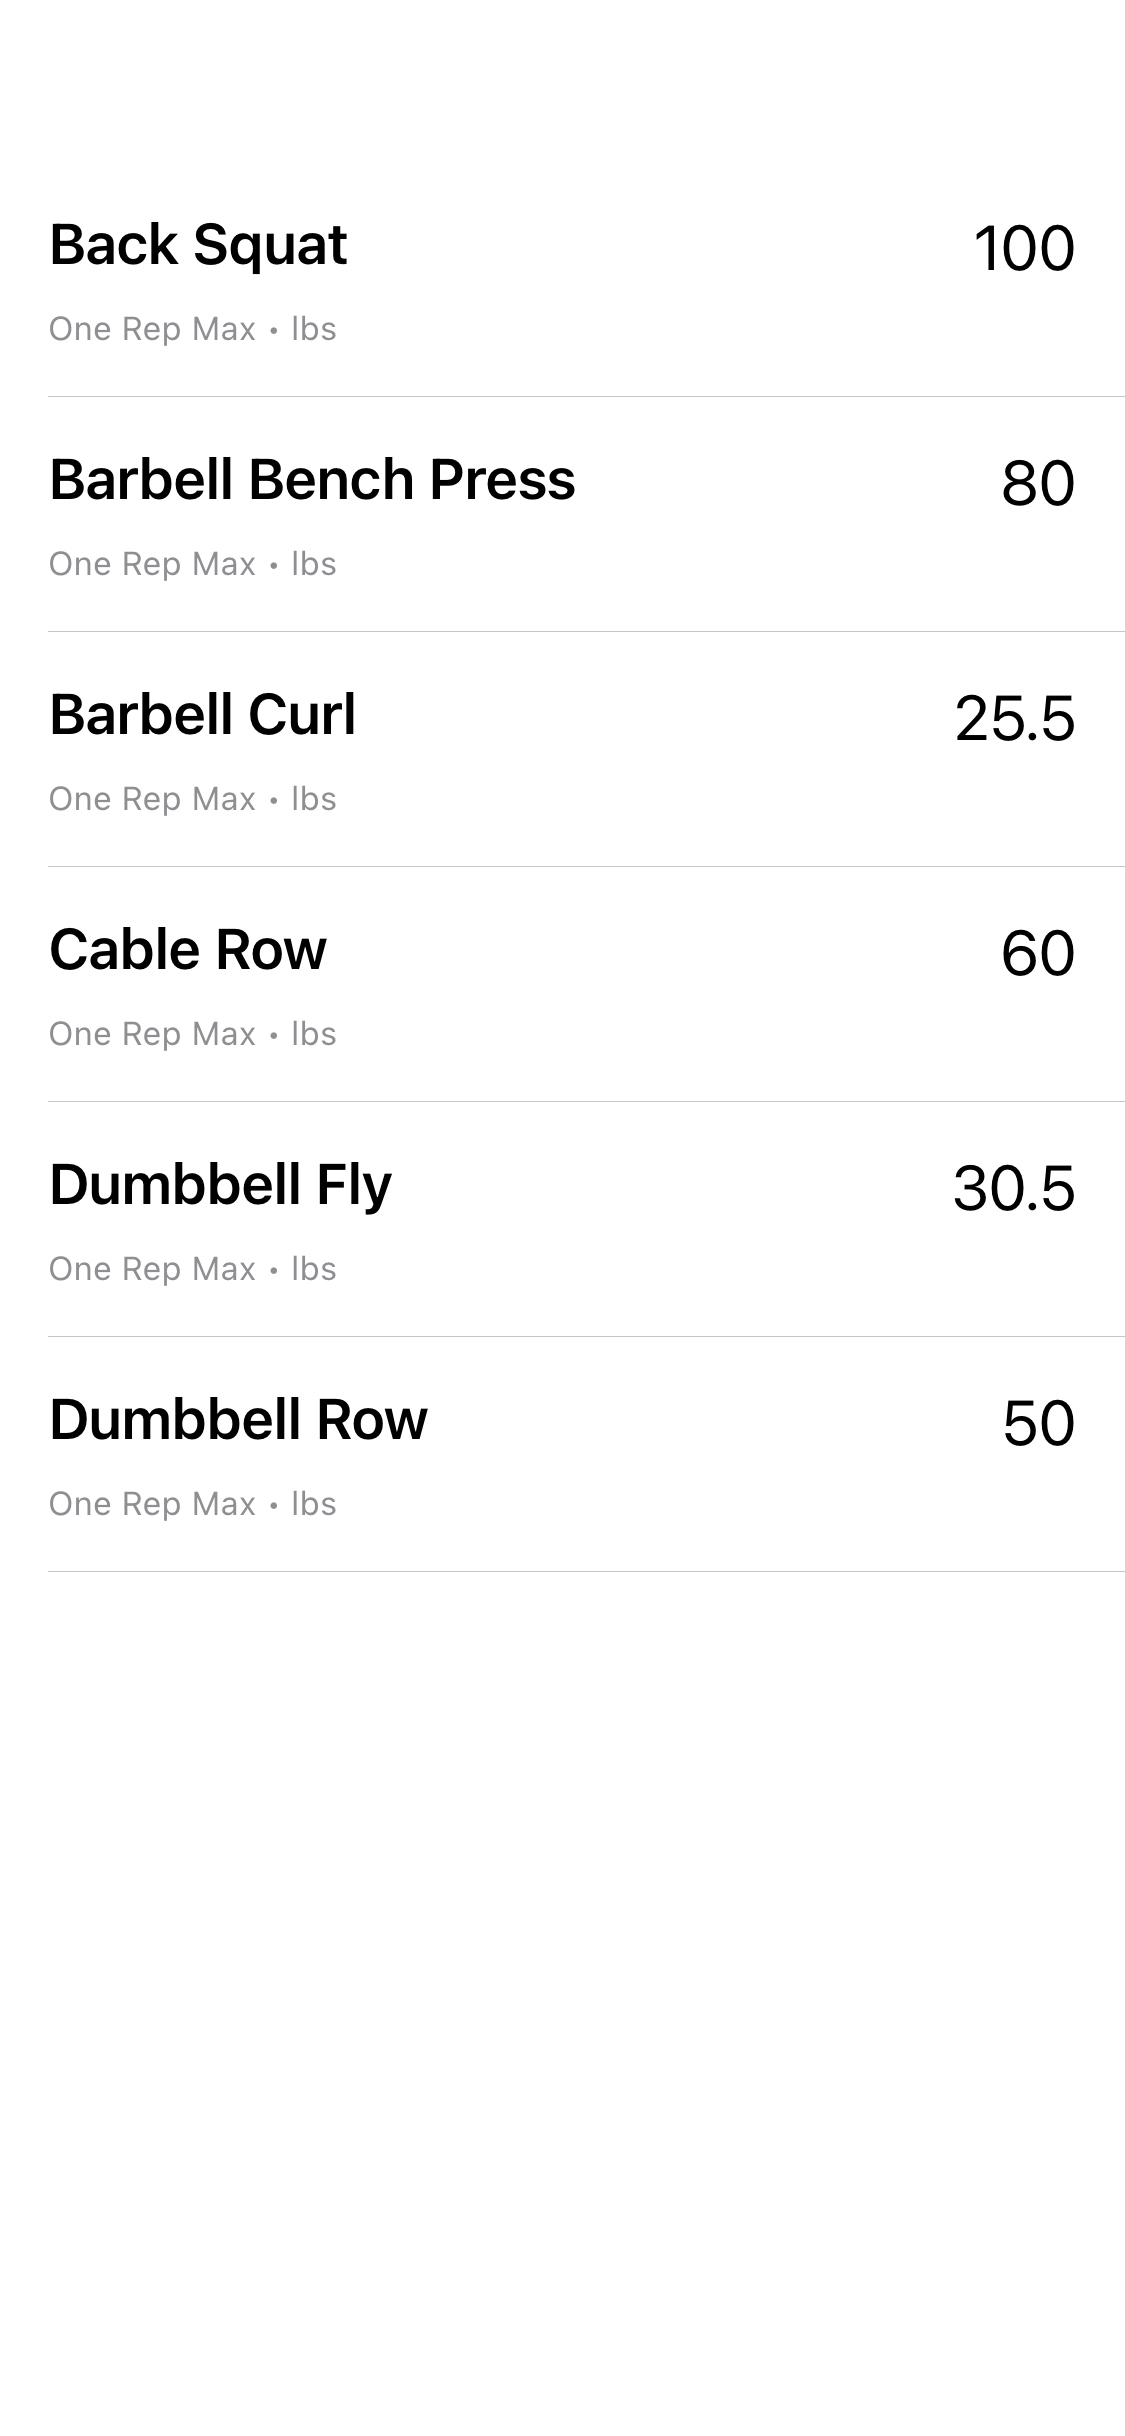 Back Squat
100
One Rep Max • lbs
Barbell Bench Press
80
One Rep Max • lbs
Barbell Curl
25.5
One Rep Max • lbs
Cable Row
60
One Rep Max • lbs
Dumbbell Fly
30.5
One Rep Max • lbs
Dumbbell Row
50
One Rep Max • lbs